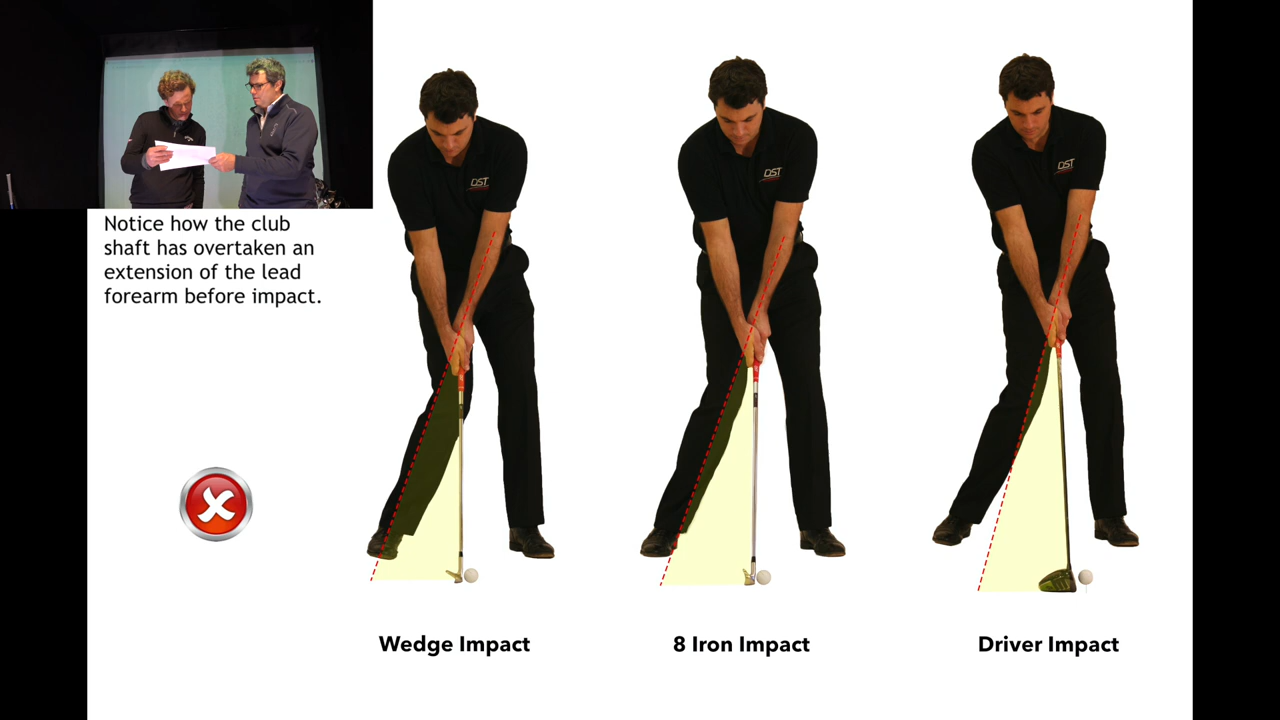 Notice how the club
shaft has overtaken an
extension of the lead
forearm before impact.
DST
DST
DST
Wedge Impact
8 Iron Impact
Driver Impact